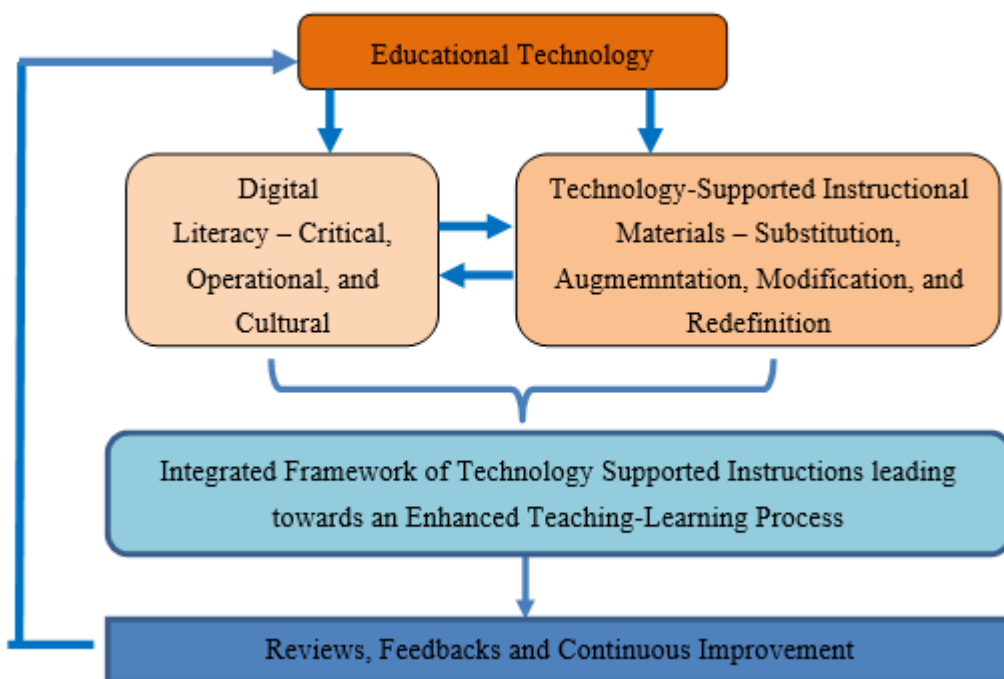 Educational Technology
Digital
Literacy – Critical,
Operational, and
Cultural
Technology-Supported Instructional
Materials – Substitution,
Augmemntation, Modification, and
Redefinition
Integrated Framework of Technology Supported Instructions leading
towards an Enhanced Teaching-Learning Process
Reviews, Feedbacks and Continuous Improvement